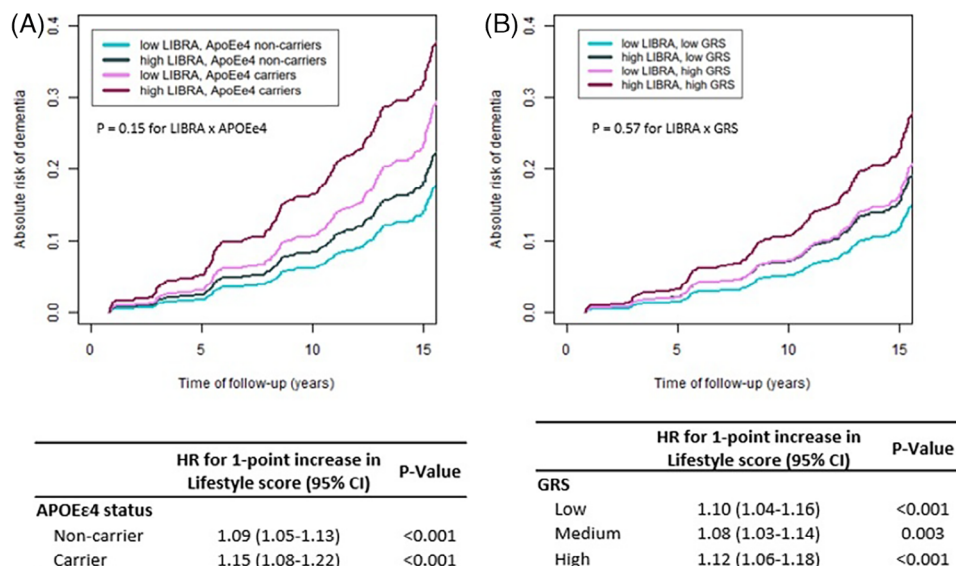 (A)
Absolute risk of dementia
0.4
0.3
0.2
0.1
0.0
low LIBRA, ApoEe4 non-carriers
high LIBRA, ApoEe4 non-carriers
low LIBRA, ApoEe4 carriers
high LIBRA, ApoEe4 carriers
P = 0.15 for LIBRA x APOEe4
0 5 10 15
Time of follow-up (years)
HR for 1-point increase in
Lifestyle score (95% CI) P-Value
APOEε4 status
Non-carrier 1.09 (1.05-1.13) <0.001
Carrier 1.15 (1.08-1.22) <0.001
(B)
Absolute risk of dementia
0.4
0.3
0.2
0.1
0.0
low LIBRA, low GRS
high LIBRA, low GRS
low LIBRA, high GRS
high LIBRA, high GRS
P = 0.57 for LIBRA x GRS
0 5 10 15
Time of follow-up (years)
HR for 1-point increase in
Lifestyle score (95% CI) P-Value
GRS
Low 1.10 (1.04-1.16) <0.001
Medium 1.08 (1.03-1.14) 0.003
High 1.12 (1.06-1.18) <0.001